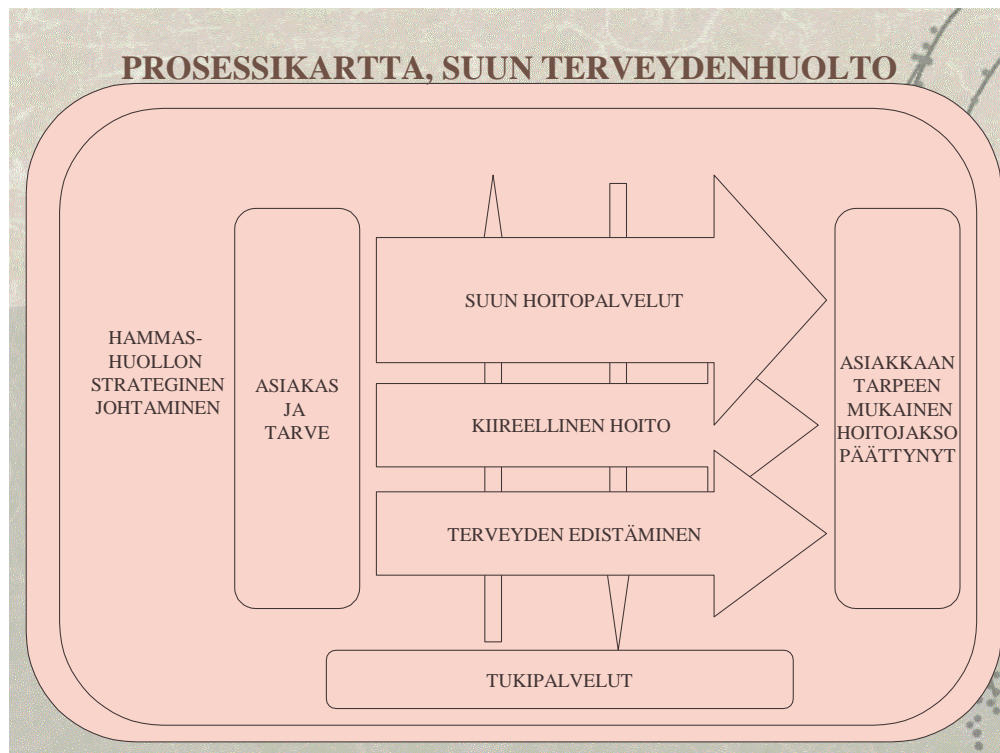 PROSESSIKARTTA, SUUN TERVEYDENHUOLTO
HAMMAS-
HUOLLON
STRATEGINEN
JOHTAMINEN
ASIAKAS
JA
TARVE
SUUN HOITOPALVELUT
KIIREELLINEN HOITO
TERVEYDEN EDISTÄMINEN
ASIAKKAAN
TARPEEN
MUKAINEN
HOITOJAKSO
PÄÄTTYNYT
TUKIPALVELUT